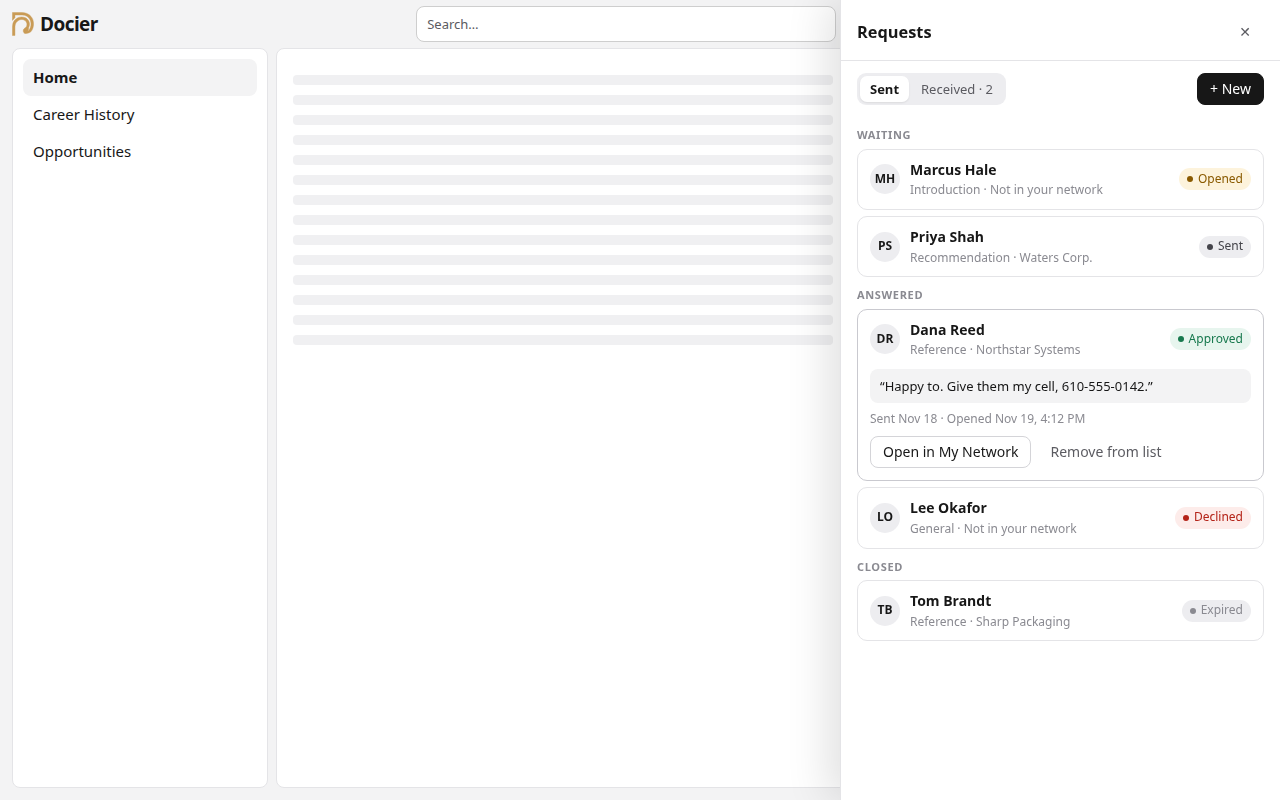 Docier
Search...
Home
Career History
Opportunities
Requests
×
Sent
Received · 2
+ New
WAITING
MH
Marcus Hale
Introduction · Not in your network
Opened
PS
Priya Shah
Recommendation · Waters Corp.
Sent
ANSWERED
DR
Dana Reed
Reference · Northstar Systems
Approved
“Happy to. Give them my cell, 610-555-0142.”
Sent Nov 18 · Opened Nov 19, 4:12 PM
Open in My Network
Remove from list
LO
Lee Okafor
General · Not in your network
Declined
CLOSED
TB
Tom Brandt
Reference · Sharp Packaging
Expired